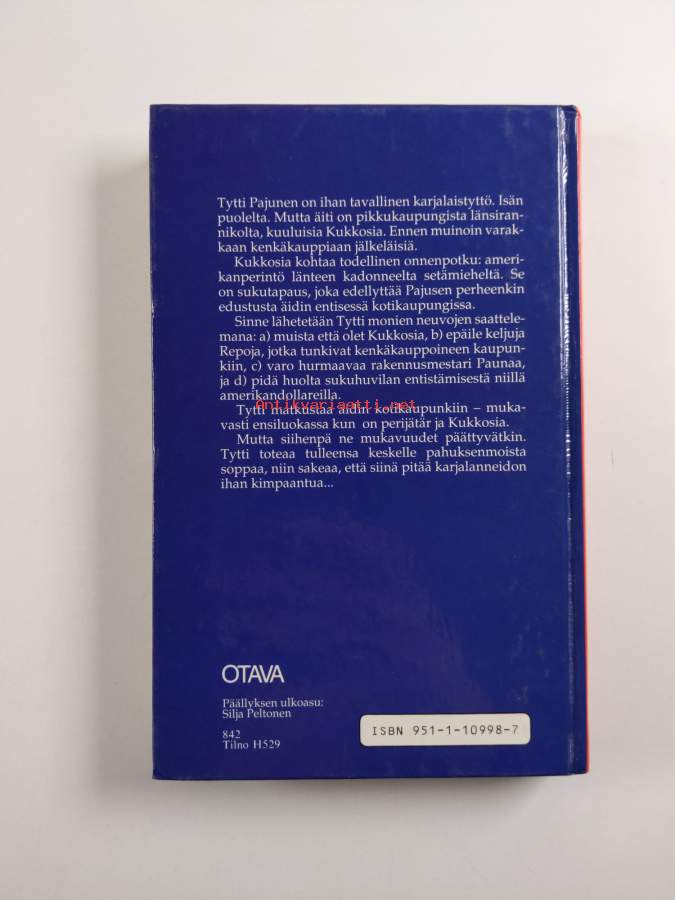 Tytti Pajunen on ihan tavallinen karjalaistyttö. Isän
puolelta. Mutta äiti on pikkukaupungista länsiran-
nikolta, kuuluisia Kukkosia. Ennen muinoin varak-
kaan kenkäkauppiaan jälkeläisiä.
Kukkosia kohtaa todellinen onnenpotku: ameri-
kanperintö länteen kadonneelta setämieheltä. Se
on sukutapaus, joka edellyttää Pajusen perheenkin
edustusta äidin entisessä kotikaupungissa.
Sinne lähetetään Tytti monien neuvojen saattele-
mana: a) muista että olet Kukkosia, b) epäile keljuja
Repoja, jotka tunkivat kenkäkauppoineen kaupun-
kiin, c) varo hurmaavaa rakennusmestari Paunaa,
ja d) pidä huolta sukuhuvilan entistämisestä niillä
amerikandollareilla.
Antikvariaatti.net
Tytti matkustaa äidin kotikaupunkiin – muka-
vasti ensiluokassa kun on perijätär ja Kukkosia.
Mutta siihenpä ne mukavuudet päättyvätkin.
Tytti toteaa tulleensa keskelle pahuksenmoista
soppaa, niin sakeaa, että siinä pitää karjalanneidon
ihan kimpaantua...
OTAVA
Päällyksen ulkoasu:
Silja Peltonen
842
Tilno H529
ISBN 951-1-10998-7